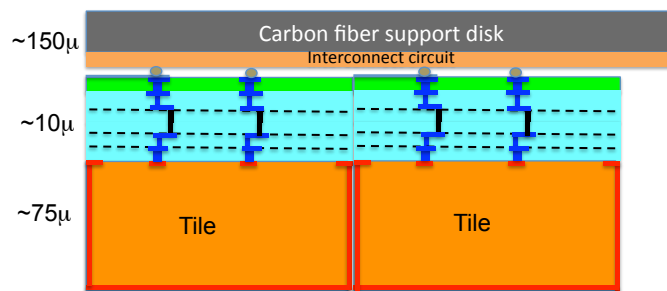 Carbon fiber support disk
~150μ
Interconnect circuit
~10μ
~75μ
Tile
Tile